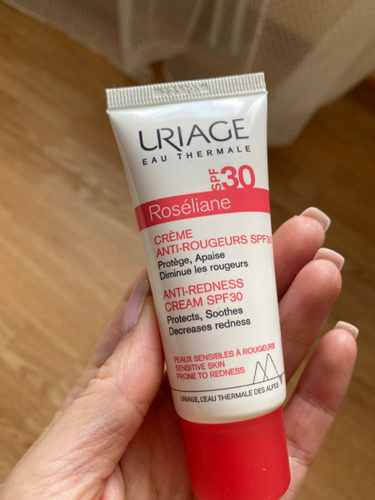 URIAGE
EAU THERMALE
SPF 30
Roséliane
CRÈME
ANTI-ROUGEURS SPF30
Protège, Apaise
Diminue les rougeurs
ANTI-REDNESS
CREAM SPF30
Protects, Soothes
Decreases redness
PEAUX SENSIBLES À ROUGEURS
SENSITIVE SKIN
PRONE TO REDNESS
URIAGE, L'EAU THERMALE DES ALPES